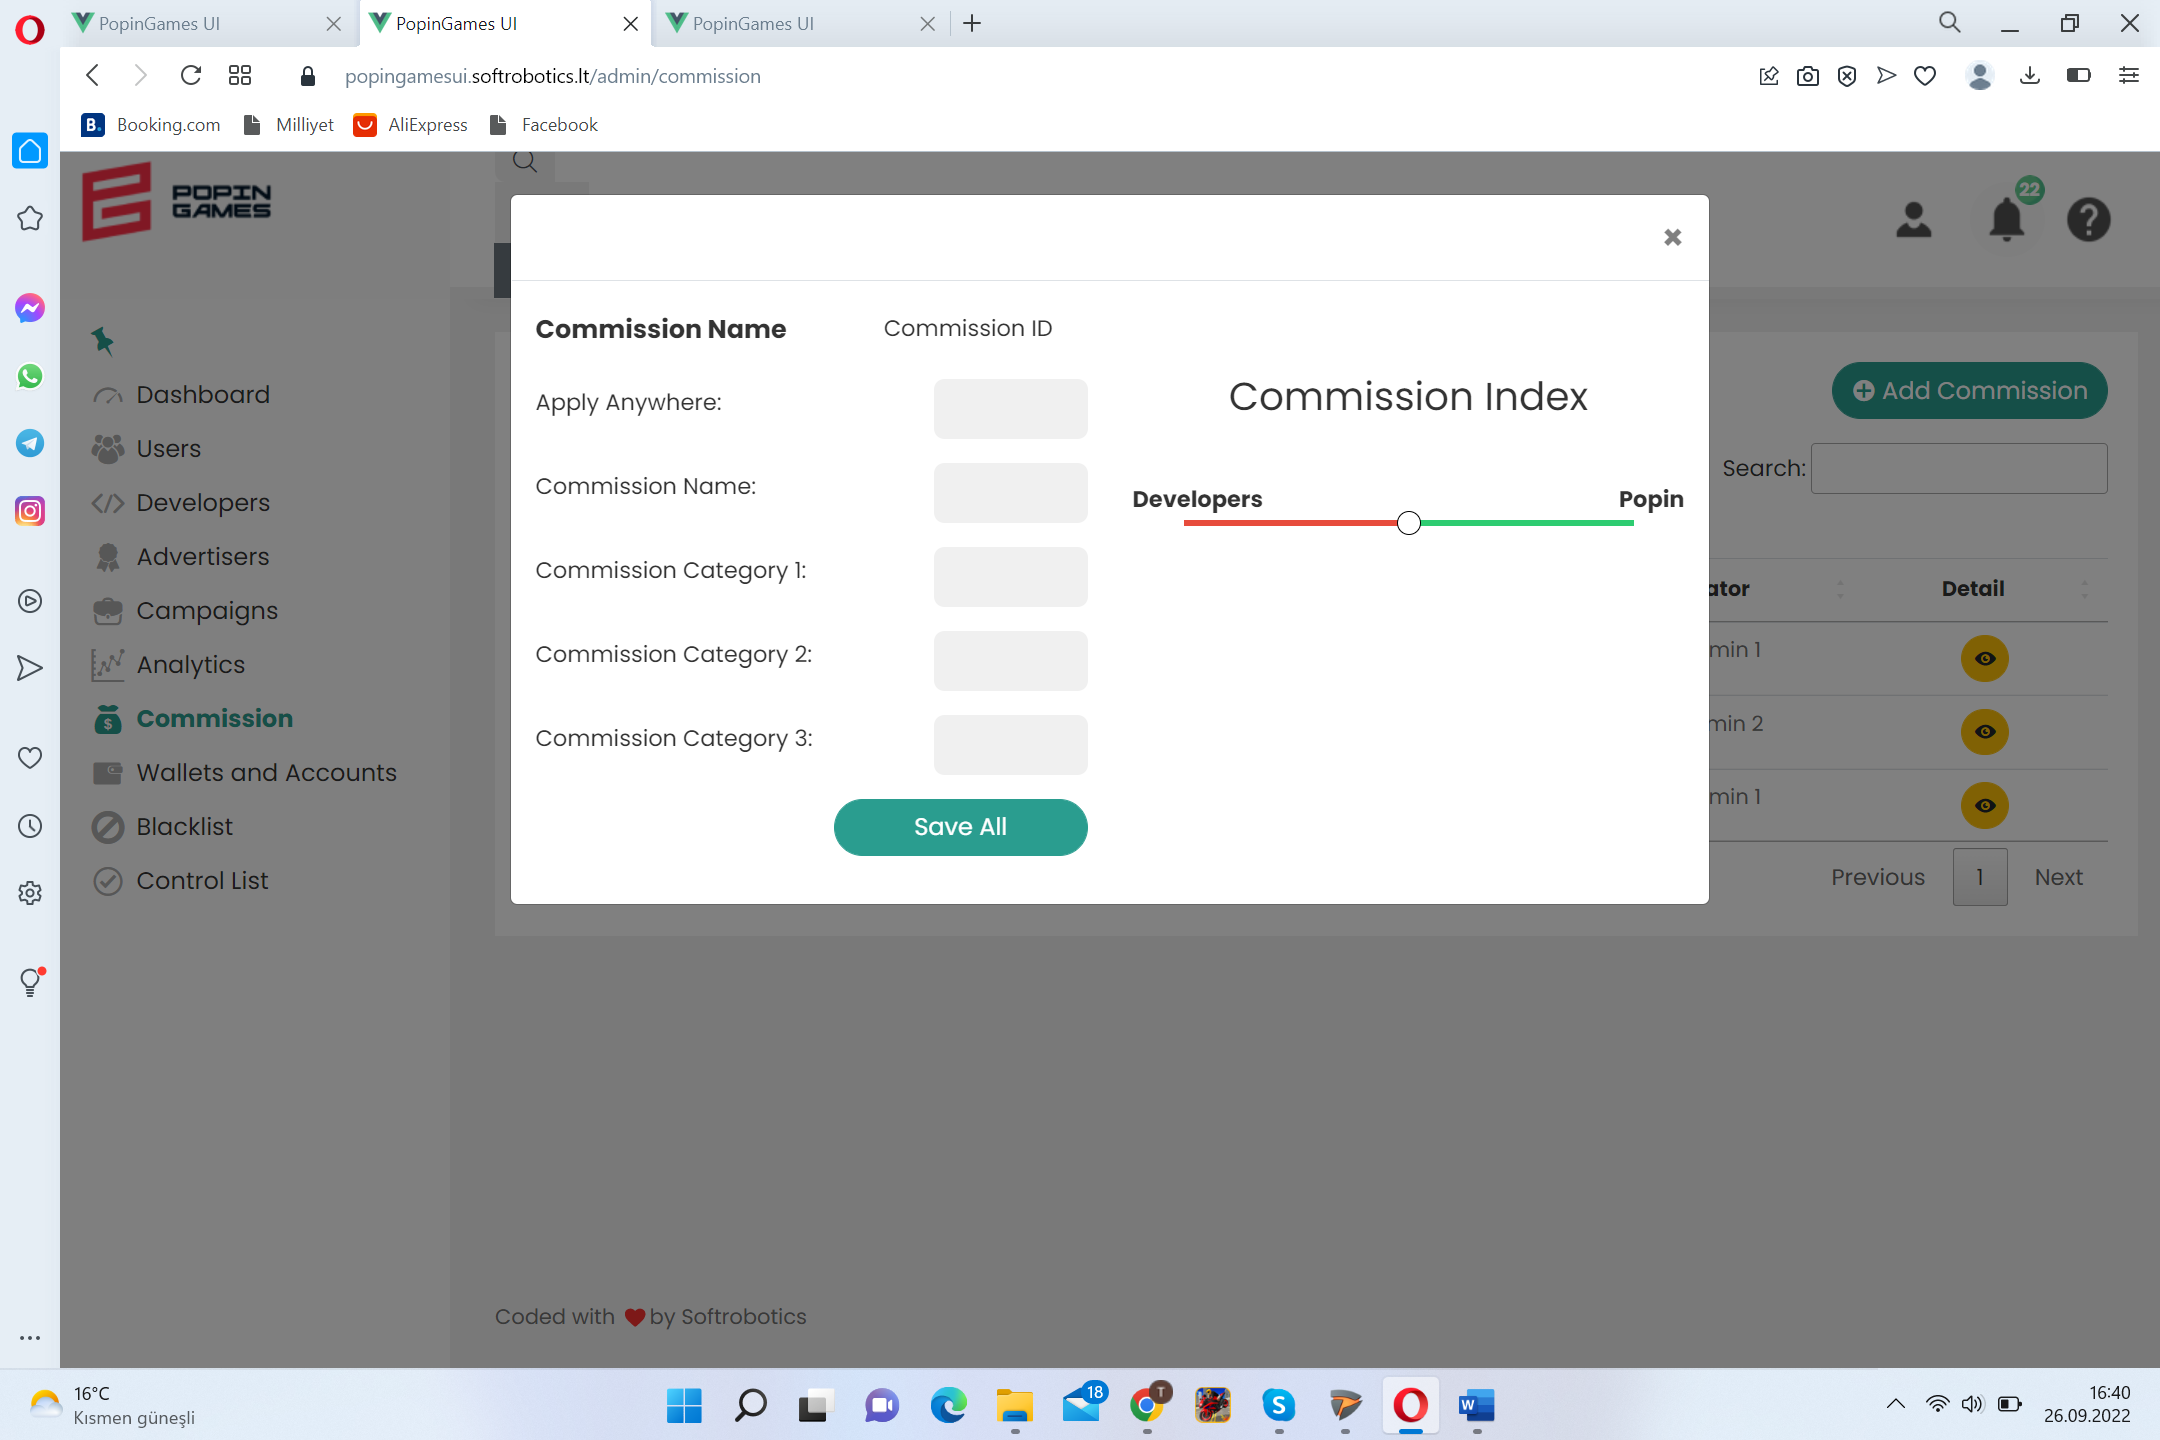 PopinGames UI
PopinGames UI
PopinGames UI
popingamesui.softrobotics.lt/admin/commission
B. Booking.com
Milliyet
AliExpress
Facebook
POPIN
GAMES
22
Commission Name
Commission ID
Apply Anywhere:
Commission Name:
Commission Category 1:
Commission Category 2:
Commission Category 3:
Save All
Commission Index
Developers
Popin
Dashboard
Users
Developers
Advertisers
Campaigns
Analytics
Commission
Wallets and Accounts
Blacklist
Control List
Add Commission
Search:
ator
Detail
min 1
min 2
min 1
Previous
1
Next
Coded with
by Softrobotics
16°C
Kısmen güneşli
18
T
S
W
16:40
26.09.2022